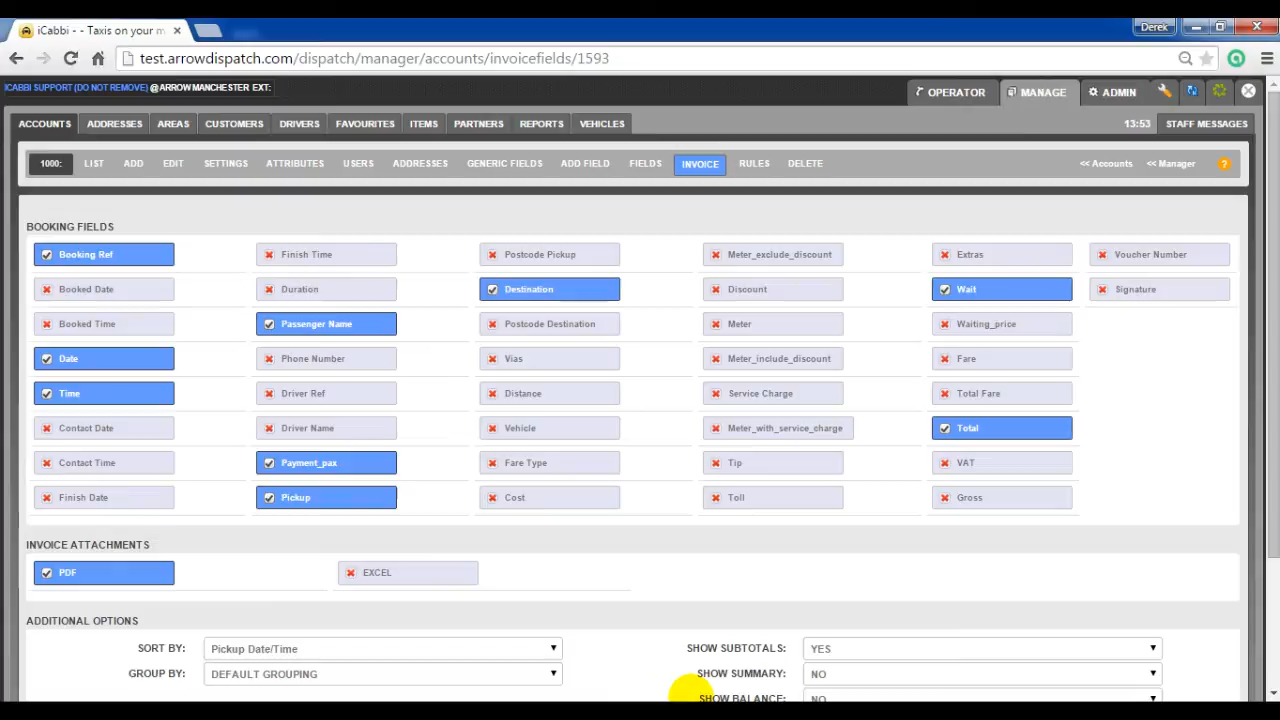 iCabbi - - Taxis on your m
Derek
test.arrowdispatch.com/dispatch/manager/accounts/invoicefields/1593
ICABBI SUPPORT (DO NOT REMOVE) @ARROWMANCHESTER EXT:
OPERATOR MANAGE ADMIN
ACCOUNTS ADDRESSES AREAS CUSTOMERS DRIVERS FAVOURITES ITEMS PARTNERS REPORTS VEHICLES 13:53 STAFF MESSAGES
1000: LIST ADD EDIT SETTINGS ATTRIBUTES USERS ADDRESSES GENERIC FIELDS ADD FIELD FIELDS INVOICE RULES DELETE << Accounts << Manager ?
BOOKING FIELDS
Booking Ref Finish Time Postcode Pickup Meter_exclude_discount Extras Voucher Number
Booked Date Duration Destination Discount Wait Signature
Booked Time Passenger Name Postcode Destination Meter Waiting_price
Date Phone Number Vias Meter_include_discount Fare
Time Driver Ref Distance Service Charge Total Fare
Contact Date Driver Name Vehicle Meter_with_service_charge Total
Contact Time Payment_pax Fare Type Tip VAT
Finish Date Pickup Cost Toll Gross
INVOICE ATTACHMENTS
PDF EXCEL
ADDITIONAL OPTIONS
SORT BY: Pickup Date/Time SHOW SUBTOTALS: YES
GROUP BY: DEFAULT GROUPING SHOW SUMMARY: NO
SHOW BALANCE: NO